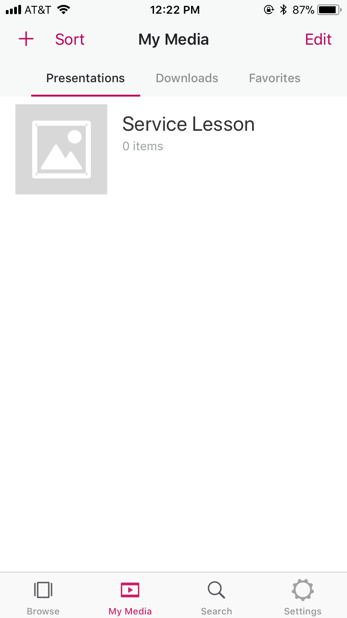 AT&T 12:22 PM 87%
+ Sort My Media Edit
Presentations Downloads Favorites
Service Lesson
0 items
Browse My Media Search Settings